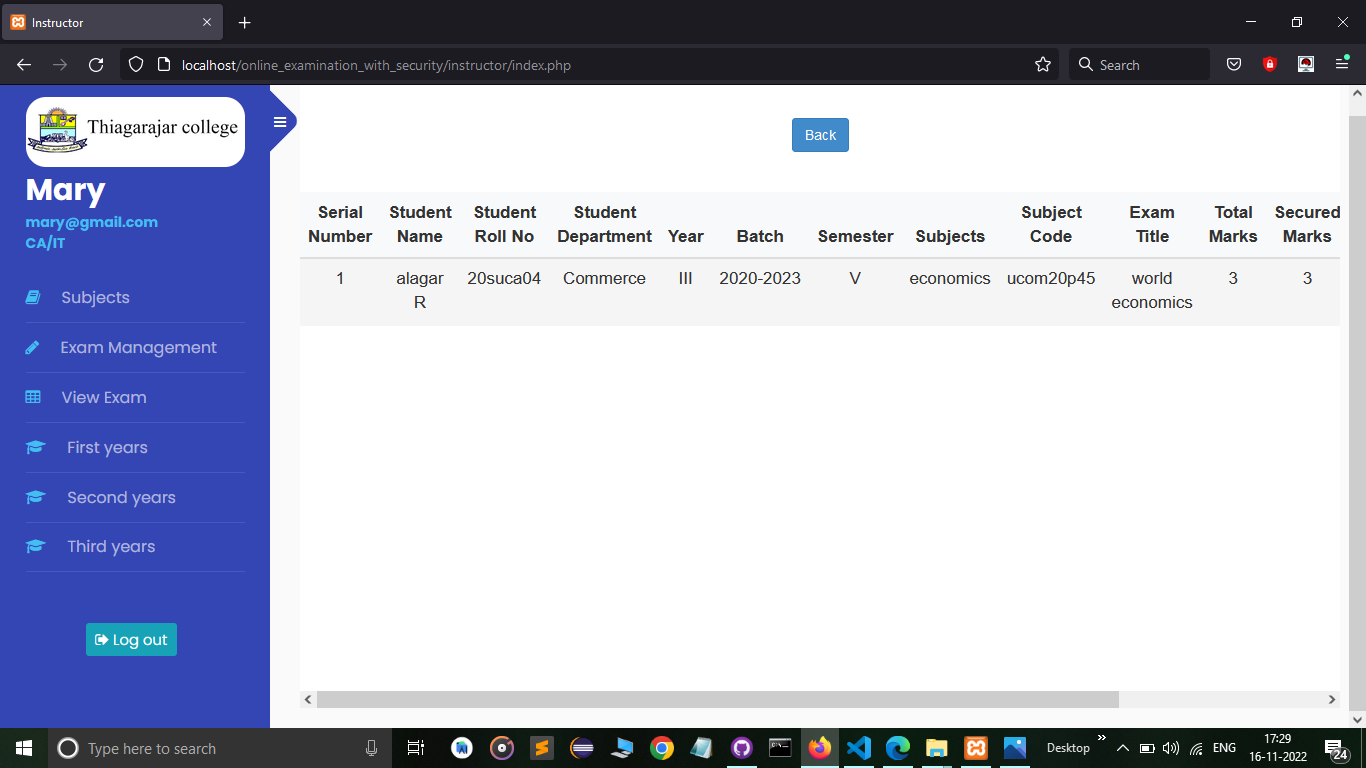 Instructor
localhost/online_examination_with_security/instructor/index.php
Search
Thiagarajar college
Mary
mary@gmail.com
CA/IT
Subjects
Exam Management
View Exam
First years
Second years
Third years
Log out
Back
Serial Number Student Name Student Roll No Student Department Year Batch Semester Subjects Subject Code Exam Title Total Marks Secured Marks
1 alagar R 20suca04 Commerce III 2020-2023 V economics ucom20p45 world economics 3 3
Type here to search
Desktop
ENG
17:29
16-11-2022
24